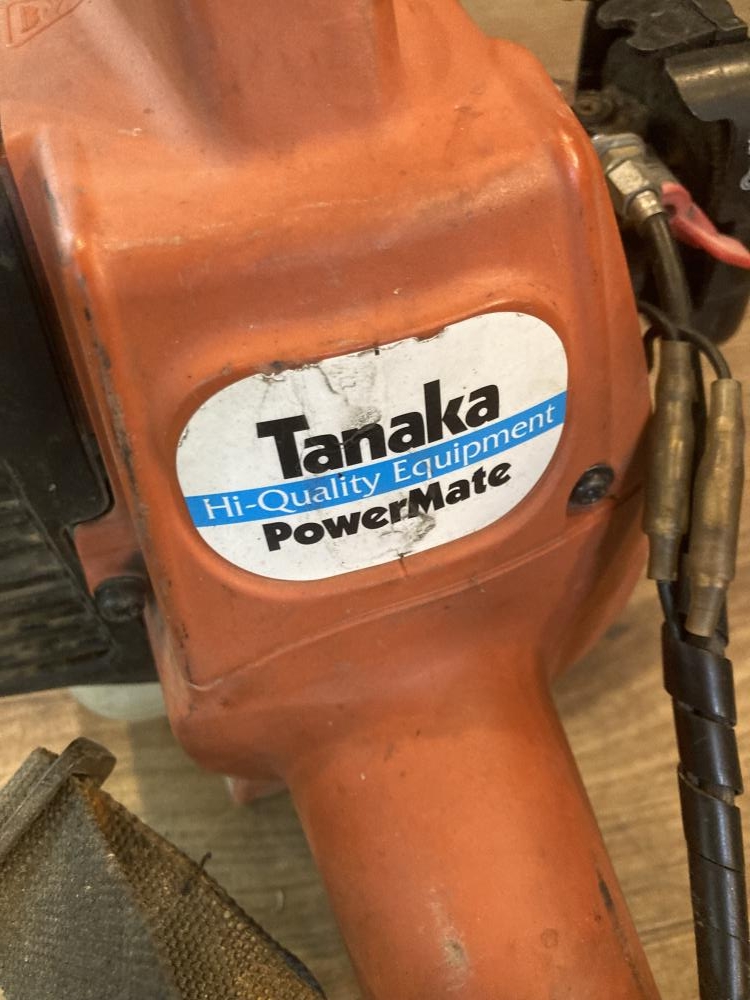 Tanaka
Hi-Quality Equipment
PowerMate